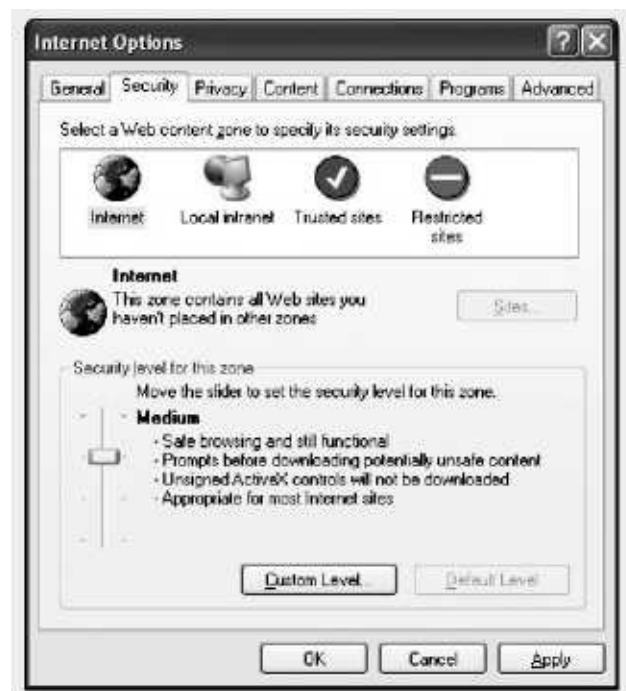 Internet Options
General Security Privacy Content Connections Programs Advanced
Select a Web content zone to specify its security settings.
Internet Local intranet Trusted sites Restricted
sites
Internet
This zone contains all Web sites you
haven't placed in other zones
Sites...
Security level for this zone
Move the slider to set the security level for this zone.
Medium
- Safe browsing and still functional
- Prompts before downloading potentially unsafe content
- Unsigned ActiveX controls will not be downloaded
- Appropriate for most Internet sites
Custom Level... Default Level
OK Cancel Apply